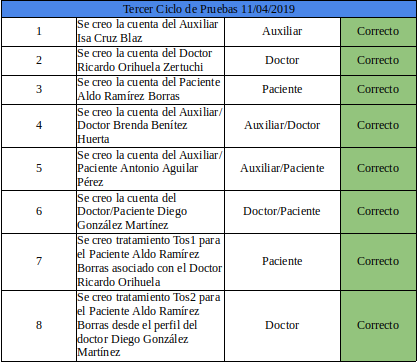 Tercer Ciclo de Pruebas 11/04/2019
1
Se creo la cuenta del Auxiliar
Isa Cruz Blaz
Auxiliar
Correcto
2
Se creo la cuenta del Doctor
Ricardo Orihuela Zertuchi
Doctor
Correcto
3
Se creo la cuenta del Paciente
Aldo Ramírez Borras
Paciente
Correcto
4
Se creo la cuenta del Auxiliar/
Doctor Brenda Benítez
Huerta
Auxiliar/Doctor
Correcto
5
Se creo la cuenta del Auxiliar/
Paciente Antonio Aguilar
Pérez
Auxiliar/Paciente
Correcto
6
Se creo la cuenta del
Doctor/Paciente Diego
González Martínez
Doctor/Paciente
Correcto
7
Se creo tratamiento Tos1 para
el Paciente Aldo Ramírez
Borras asociado con el Doctor
Ricardo Orihuela
Paciente
Correcto
8
Se creo tratamiento Tos2 para
el Paciente Aldo Ramírez
Borras desde el perfil del
doctor Diego González
Martínez
Doctor
Correcto